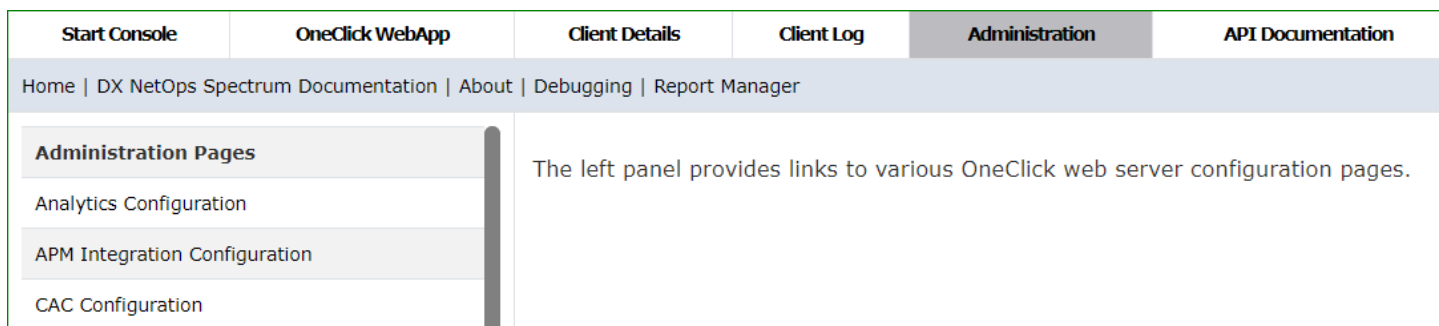 Start Console OneClick WebApp Client Details Client Log Administration API Documentation
Home | DX NetOps Spectrum Documentation | About | Debugging | Report Manager
Administration Pages
The left panel provides links to various OneClick web server configuration pages.
Analytics Configuration
APM Integration Configuration
CAC Configuration